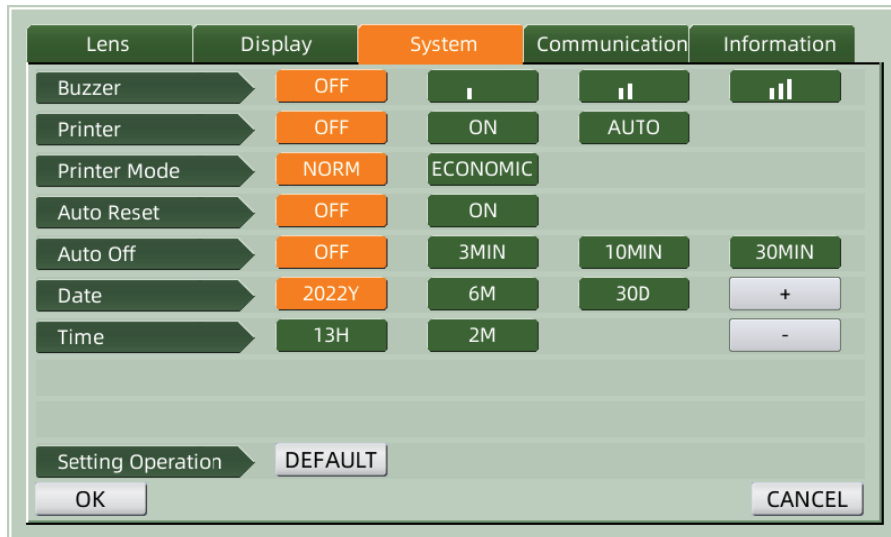 Lens Display System Communication Information
Buzzer OFF
Printer OFF ON AUTO
Printer Mode NORM ECONOMIC
Auto Reset OFF ON
Auto Off OFF 3MIN 10MIN 30MIN
Date 2022Y 6M 30D +
Time 13H 2M -
Setting Operation DEFAULT
OK CANCEL